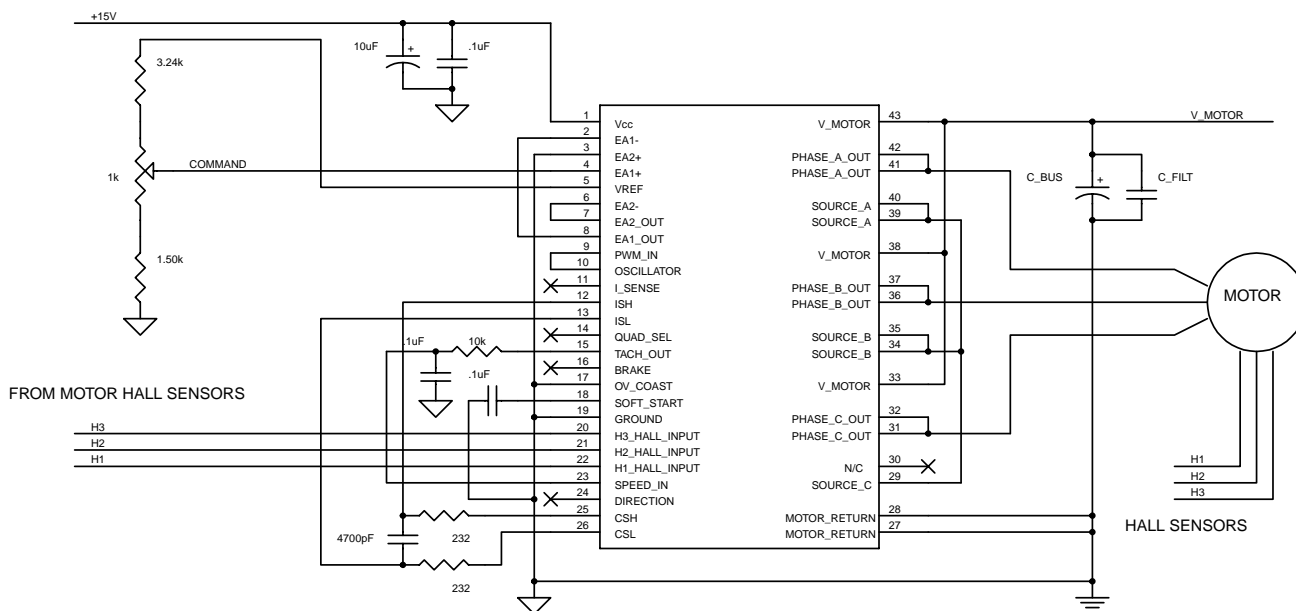 +15V
10uF
+
.1uF
3.24k
1k
1.50k
COMMAND
1 Vcc
2 EA1-
3 EA2+
4 EA1+
5 VREF
6 EA2-
7 EA2_OUT
8 EA1_OUT
9 PWM_IN
10 OSCILLATOR
11 I_SENSE
12 ISH
13 ISL
14 QUAD_SEL
15 TACH_OUT
16 BRAKE
17 OV_COAST
18 SOFT_START
19 GROUND
20 H3_HALL_INPUT
21 H2_HALL_INPUT
22 H1_HALL_INPUT
23 SPEED_IN
24 DIRECTION
25 CSH
26 CSL
V_MOTOR 43
PHASE_A_OUT 42
PHASE_A_OUT 41
SOURCE_A 40
SOURCE_A 39
V_MOTOR 38
PHASE_B_OUT 37
PHASE_B_OUT 36
SOURCE_B 35
SOURCE_B 34
V_MOTOR 33
PHASE_C_OUT 32
PHASE_C_OUT 31
N/C 30
SOURCE_C 29
MOTOR_RETURN 28
MOTOR_RETURN 27
.1uF
10k
.1uF
FROM MOTOR HALL SENSORS
H3
H2
H1
4700pF
232
232
V_MOTOR
C_BUS
+
C_FILT
MOTOR
H1
H2
H3
HALL SENSORS